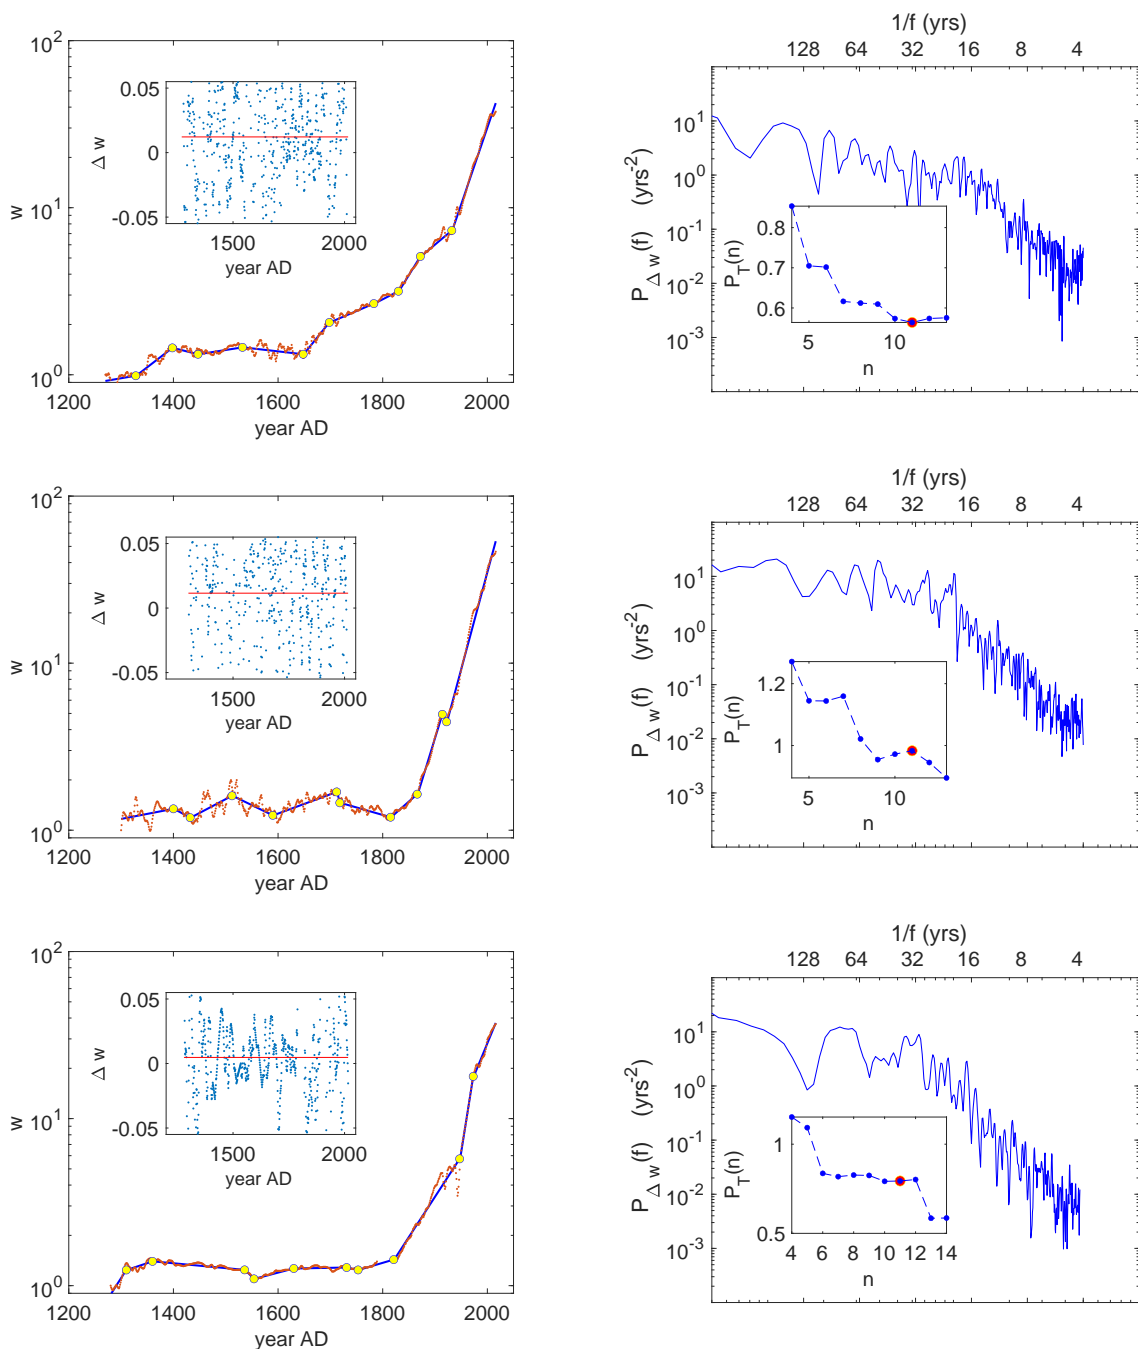 10^2
10^1
10^0
w
1200 1400 1600 1800 2000
year AD
0.05
0
-0.05
Δ w
1500 2000
year AD
1/f (yrs)
128 64 32 16 8 4
10^1
10^0
10^-1
10^-2
10^-3
P_Δ w(f) (yrs^-2)
0.8
0.7
0.6
P_T(n)
5 10
n
10^2
10^1
10^0
w
1200 1400 1600 1800 2000
year AD
0.05
0
-0.05
Δ w
1500 2000
year AD
1/f (yrs)
128 64 32 16 8 4
10^1
10^0
10^-1
10^-2
10^-3
P_Δ w(f) (yrs^-2)
1.2
1
P_T(n)
5 10
n
10^2
10^1
10^0
w
1200 1400 1600 1800 2000
year AD
0.05
0
-0.05
Δ w
1500 2000
year AD
1/f (yrs)
128 64 32 16 8 4
10^1
10^0
10^-1
10^-2
10^-3
P_Δ w(f) (yrs^-2)
1
0.5
P_T(n)
4 6 8 10 12 14
n